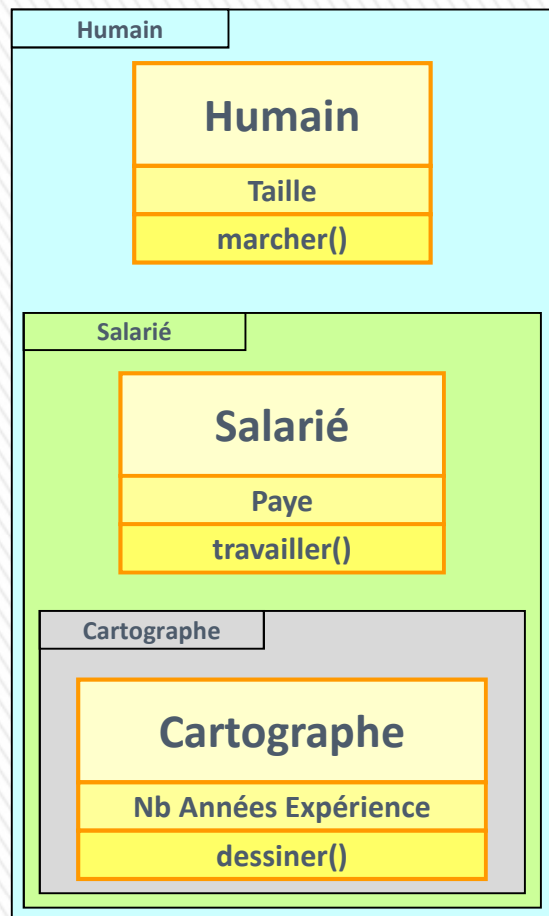 Humain
Humain
Taille
marcher()
Salarié
Salarié
Paye
travailler()
Cartographe
Cartographe
Nb Années Expérience
dessiner()